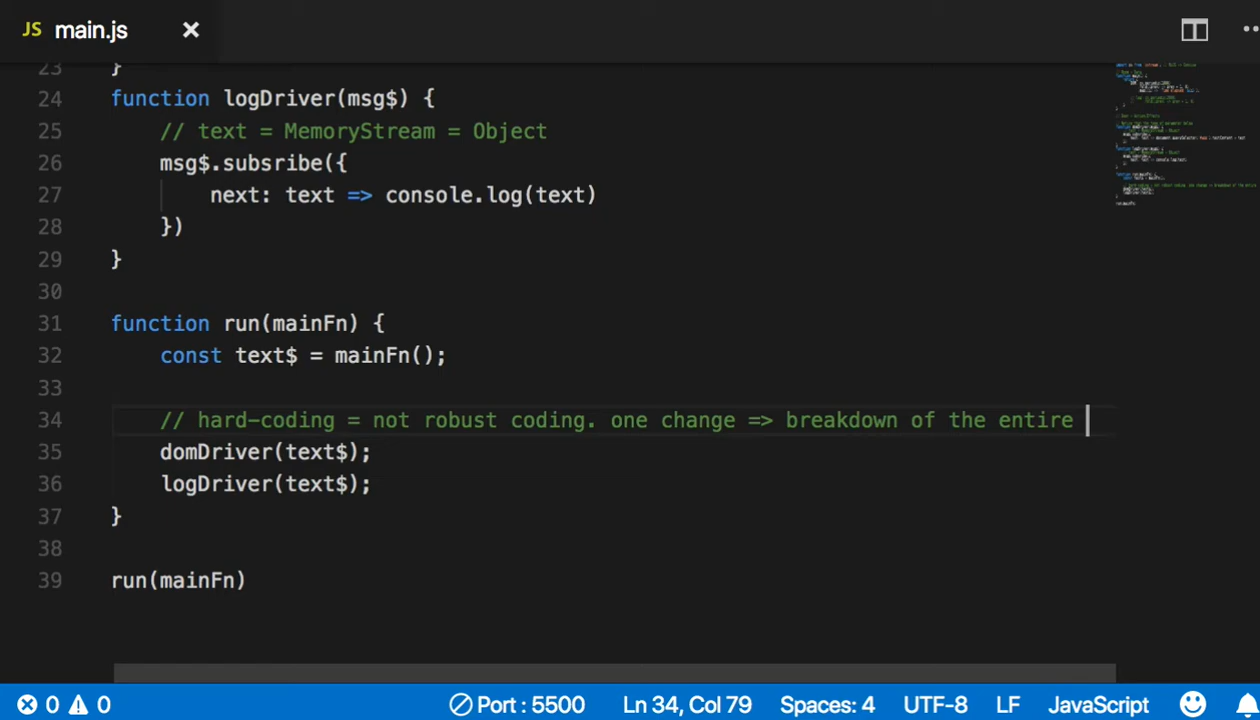 JS main.js
23 }
24 function logDriver(msg$) {
25 // text = MemoryStream = Object
26 msg$.subsribe({
27 next: text => console.log(text)
28 })
29 }
30
31 function run(mainFn) {
32 const text$ = mainFn();
33
34 // hard-coding = not robust coding. one change => breakdown of the entire
35 domDriver(text$);
36 logDriver(text$);
37 }
38
39 run(mainFn)
0 0 Port : 5500 Ln 34, Col 79 Spaces: 4 UTF-8 LF JavaScript